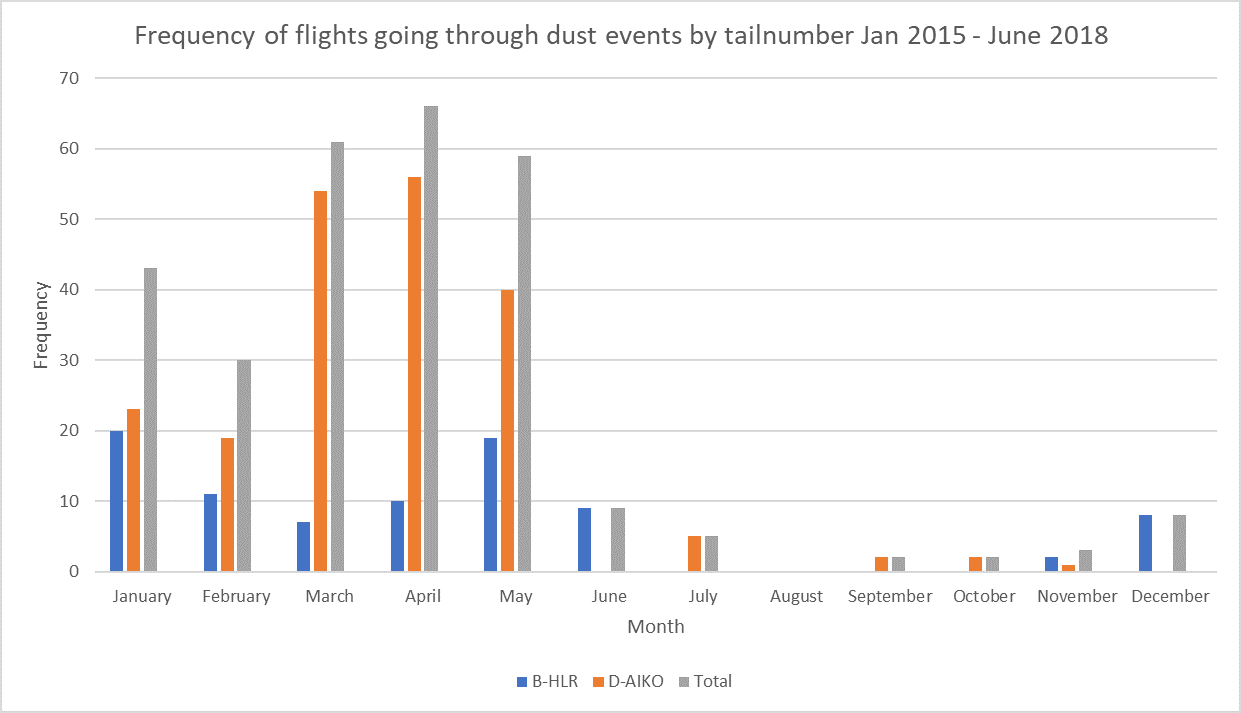 Frequency of flights going through dust events by tailnumber Jan 2015 - June 2018
70
60
50
40
30
20
10
0
Frequency
January February March April May June July August September October November December
Month
B-HLR D-AIKO Total